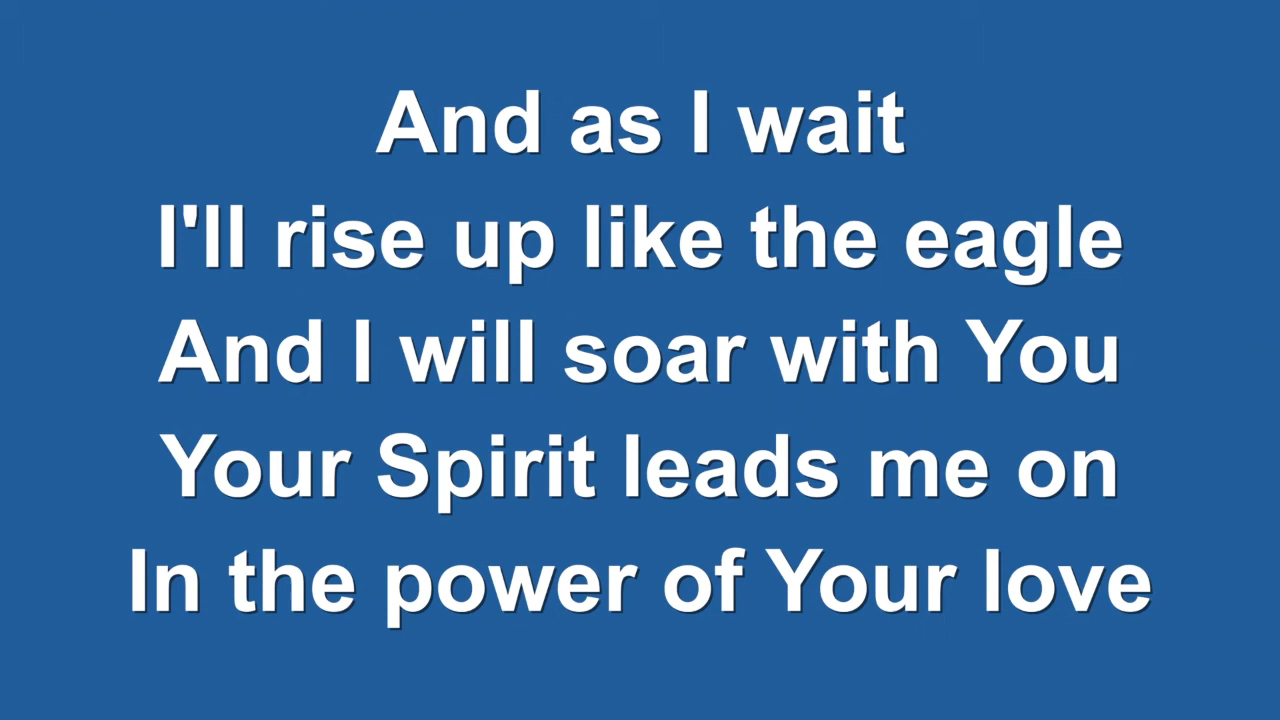 And as I wait
I'll rise up like the eagle
And I will soar with You
Your Spirit leads me on
In the power of Your love